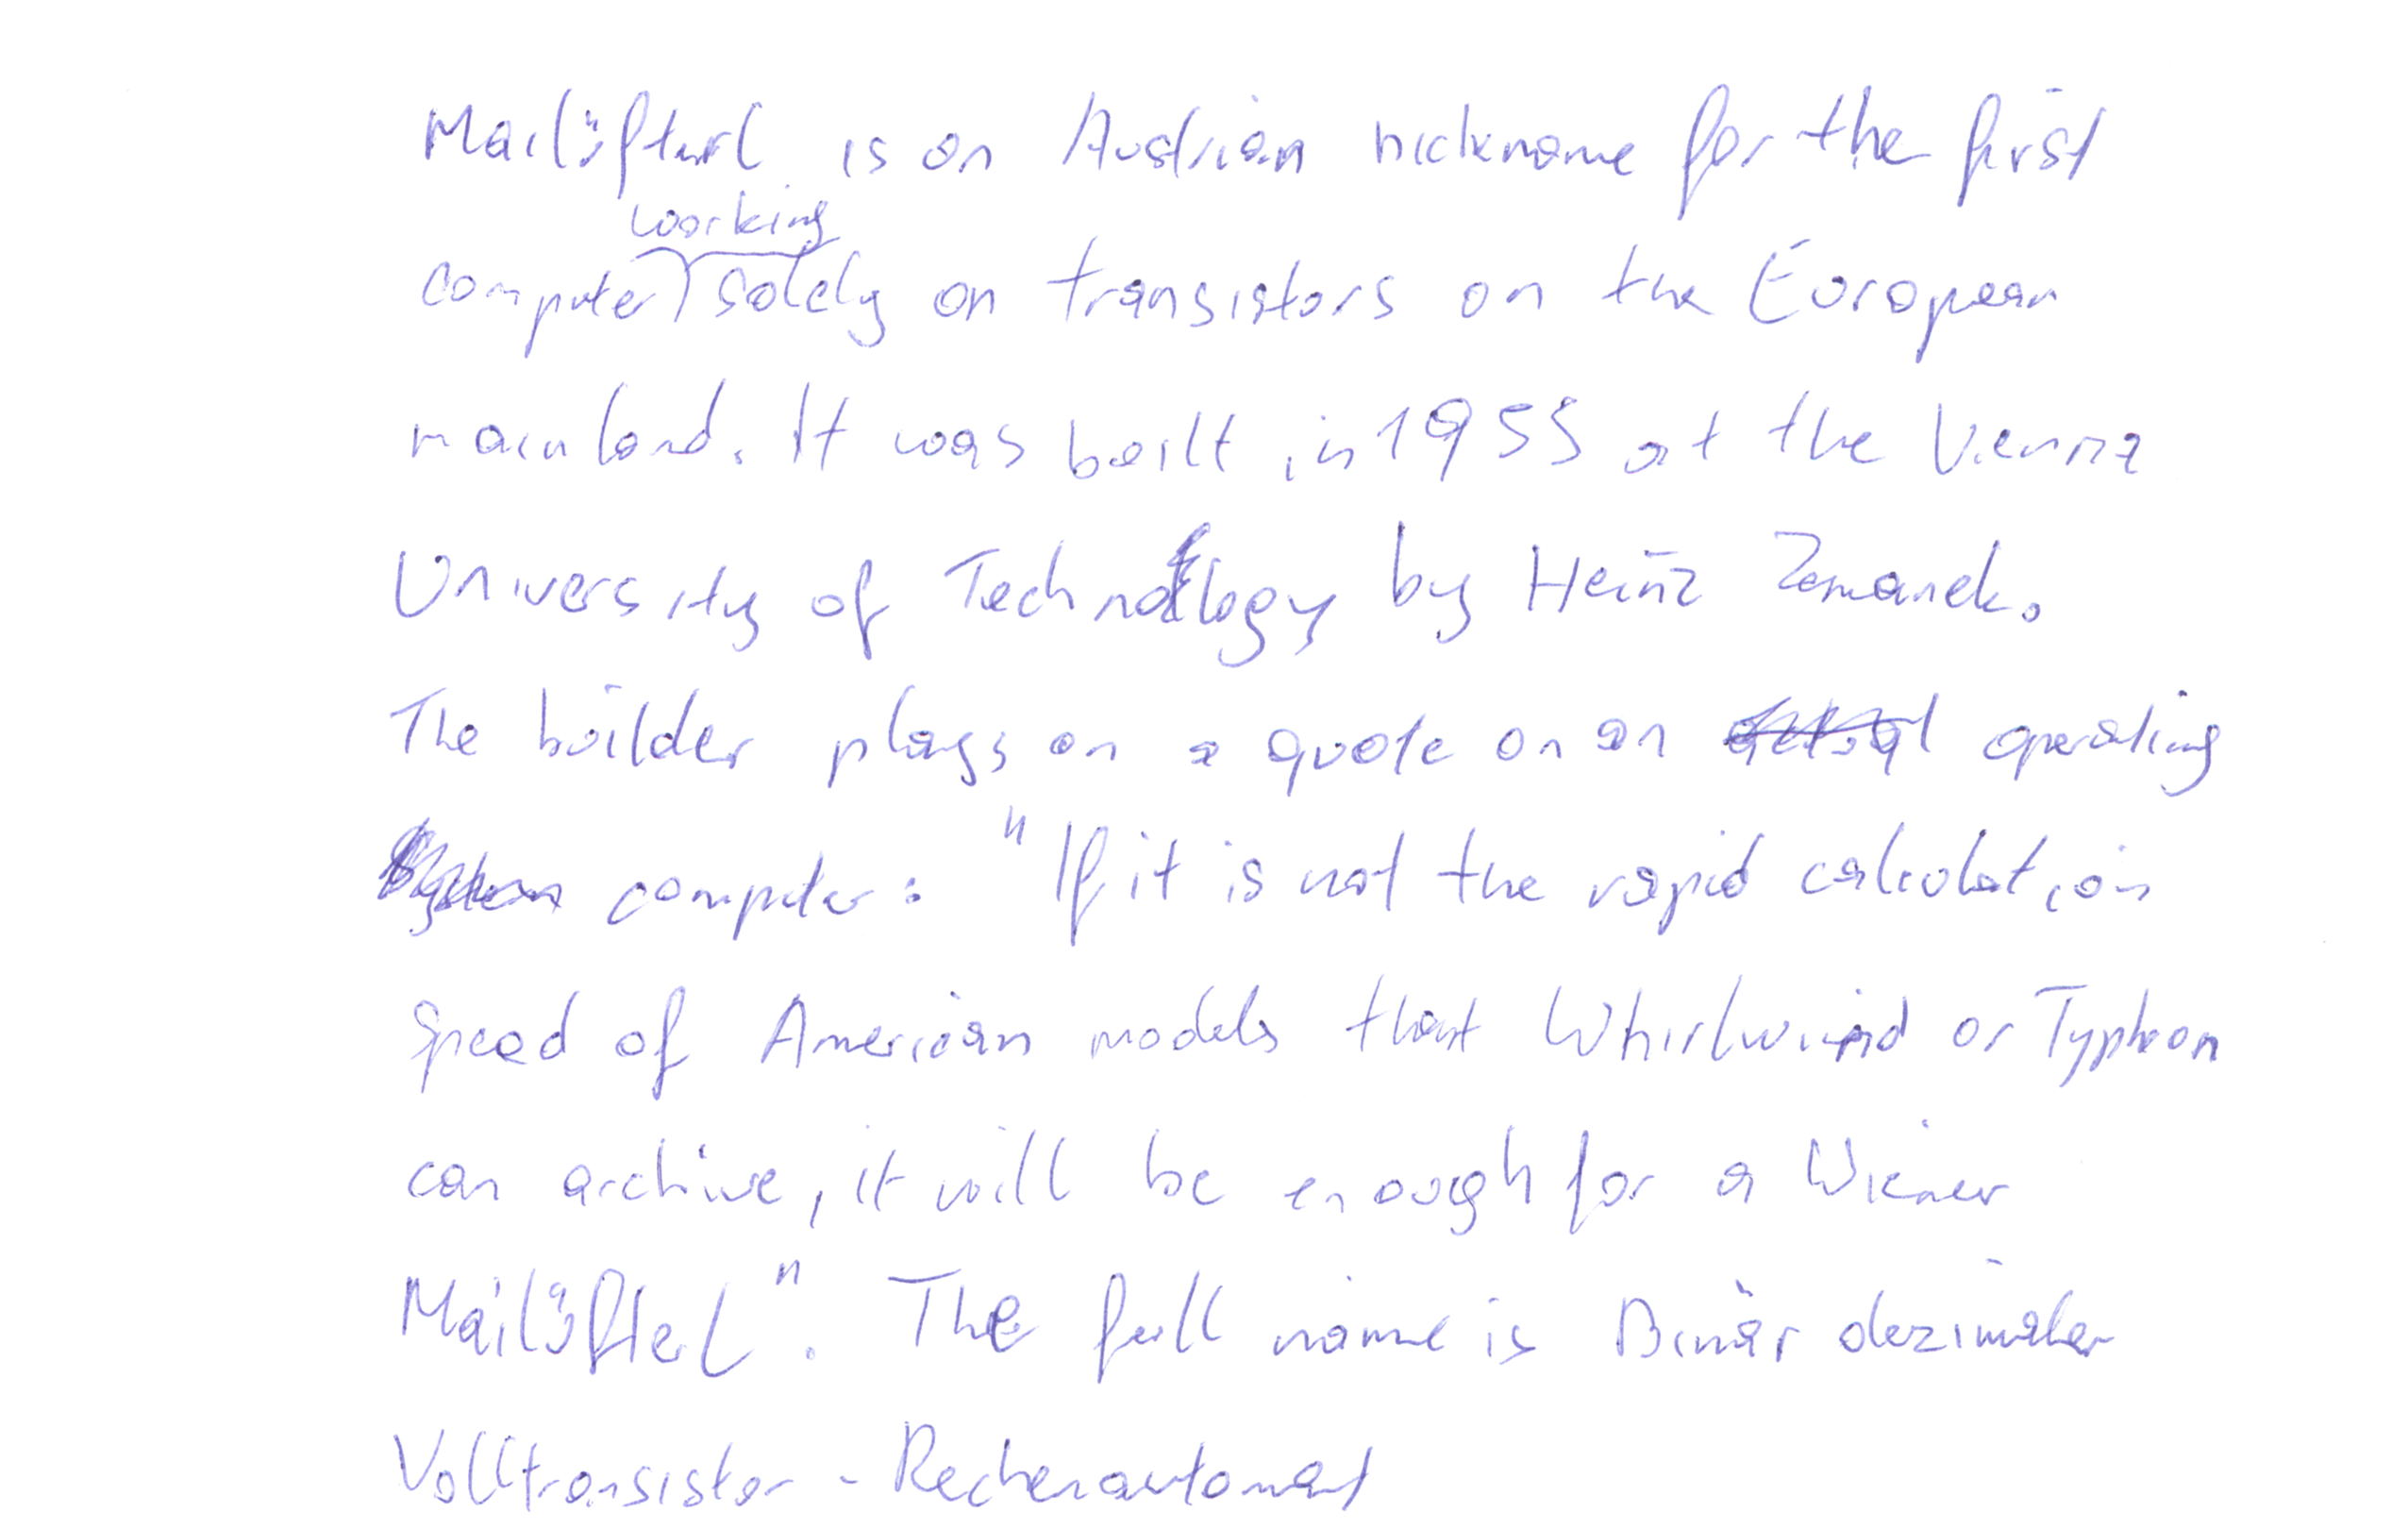 Mailüfterl is an Austrian nickname for the first
computer working solely on transistors on the European
mainland. It was built in 1955 at the Vienna
University of Technology by Heinz Zemanek.
The builder plays on a quote on an operating
computer: "If it is not the rapid calculation
speed of American models that Whirlwind or Typhoon
can archive, it will be enough for a Wiener
Mailüfterl". The full name is Binär dezimaler
Volltransistor-Rechenautomat